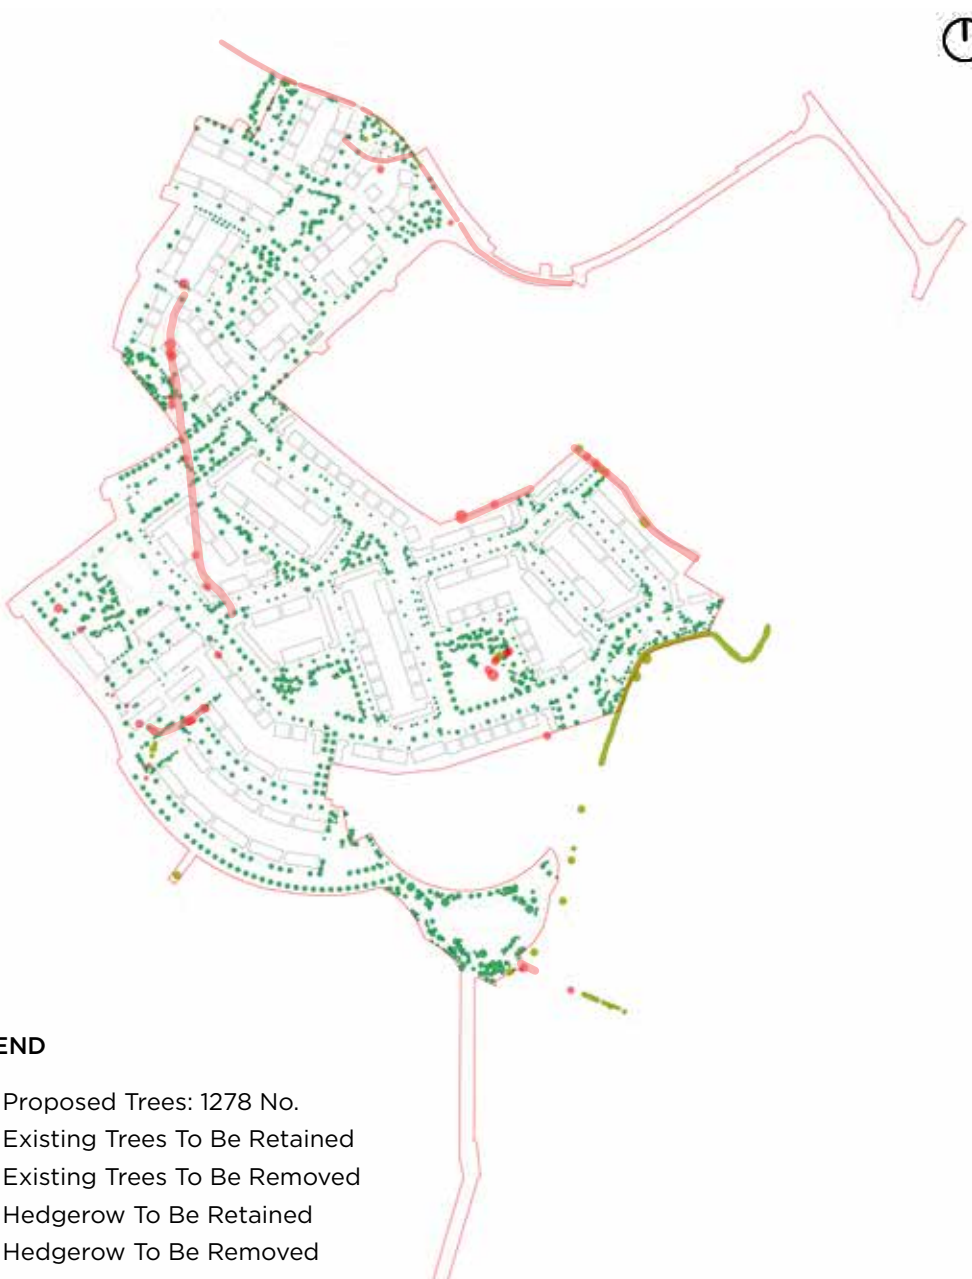 END
Proposed Trees: 1278 No.
Existing Trees To Be Retained
Existing Trees To Be Removed
Hedgerow To Be Retained
Hedgerow To Be Removed